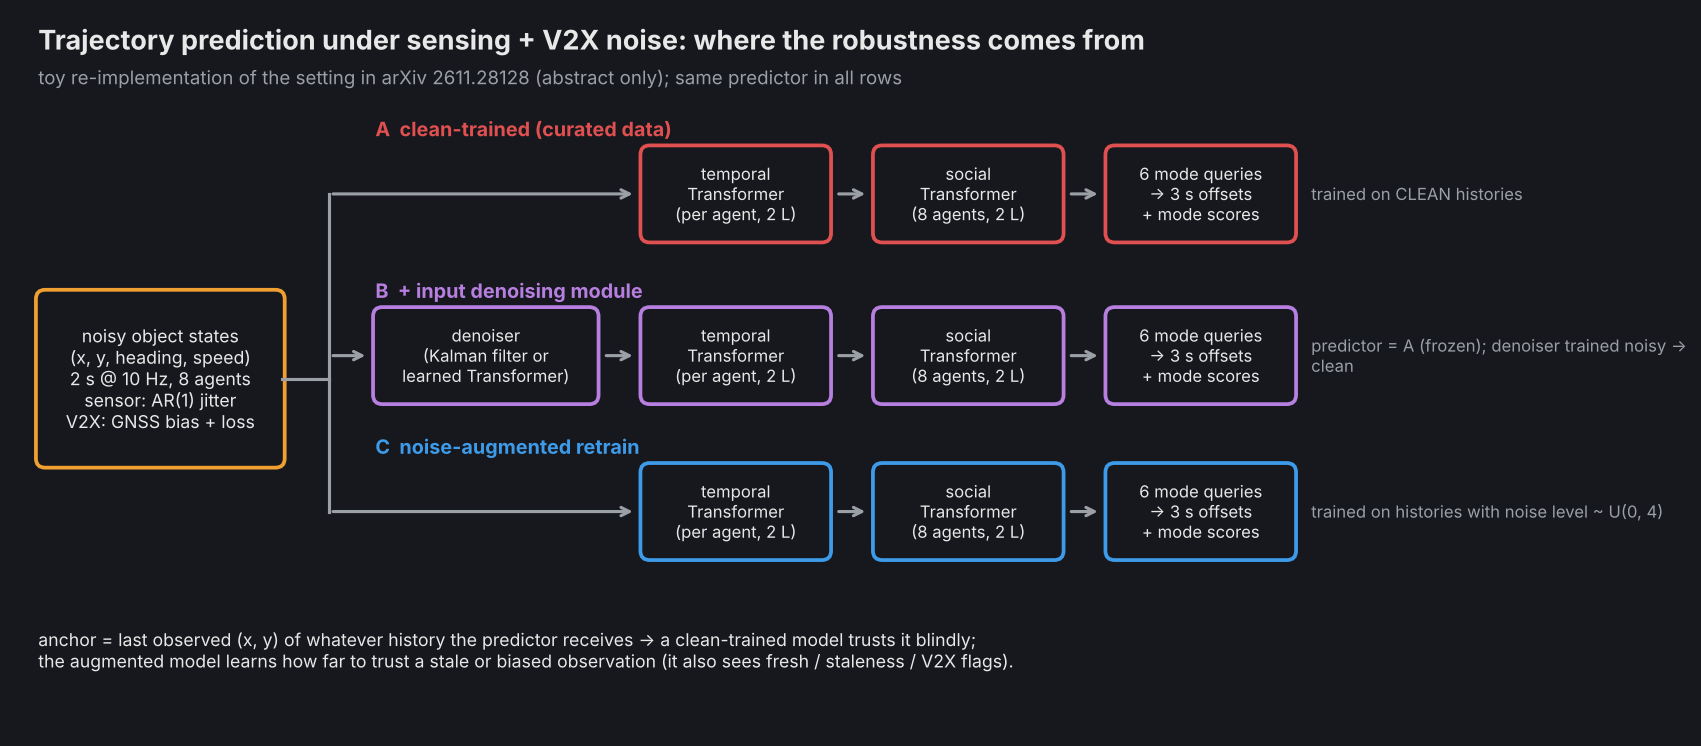 Trajectory prediction under sensing + V2X noise: where the robustness comes from
toy re-implementation of the setting in arXiv 2611.28128 (abstract only); same predictor in all rows
A clean-trained (curated data)
temporal
Transformer
(per agent, 2 L)
social
Transformer
(8 agents, 2 L)
6 mode queries
→ 3 s offsets
+ mode scores
trained on CLEAN histories
noisy object states
(x, y, heading, speed)
2 s @ 10 Hz, 8 agents
sensor: AR(1) jitter
V2X: GNSS bias + loss
B + input denoising module
denoiser
(Kalman filter or
learned Transformer)
temporal
Transformer
(per agent, 2 L)
social
Transformer
(8 agents, 2 L)
6 mode queries
→ 3 s offsets
+ mode scores
predictor = A (frozen); denoiser trained noisy →
clean
C noise-augmented retrain
temporal
Transformer
(per agent, 2 L)
social
Transformer
(8 agents, 2 L)
6 mode queries
→ 3 s offsets
+ mode scores
trained on histories with noise level ~ U(0, 4)
anchor = last observed (x, y) of whatever history the predictor receives → a clean-trained model trusts it blindly;
the augmented model learns how far to trust a stale or biased observation (it also sees fresh / staleness / V2X flags).